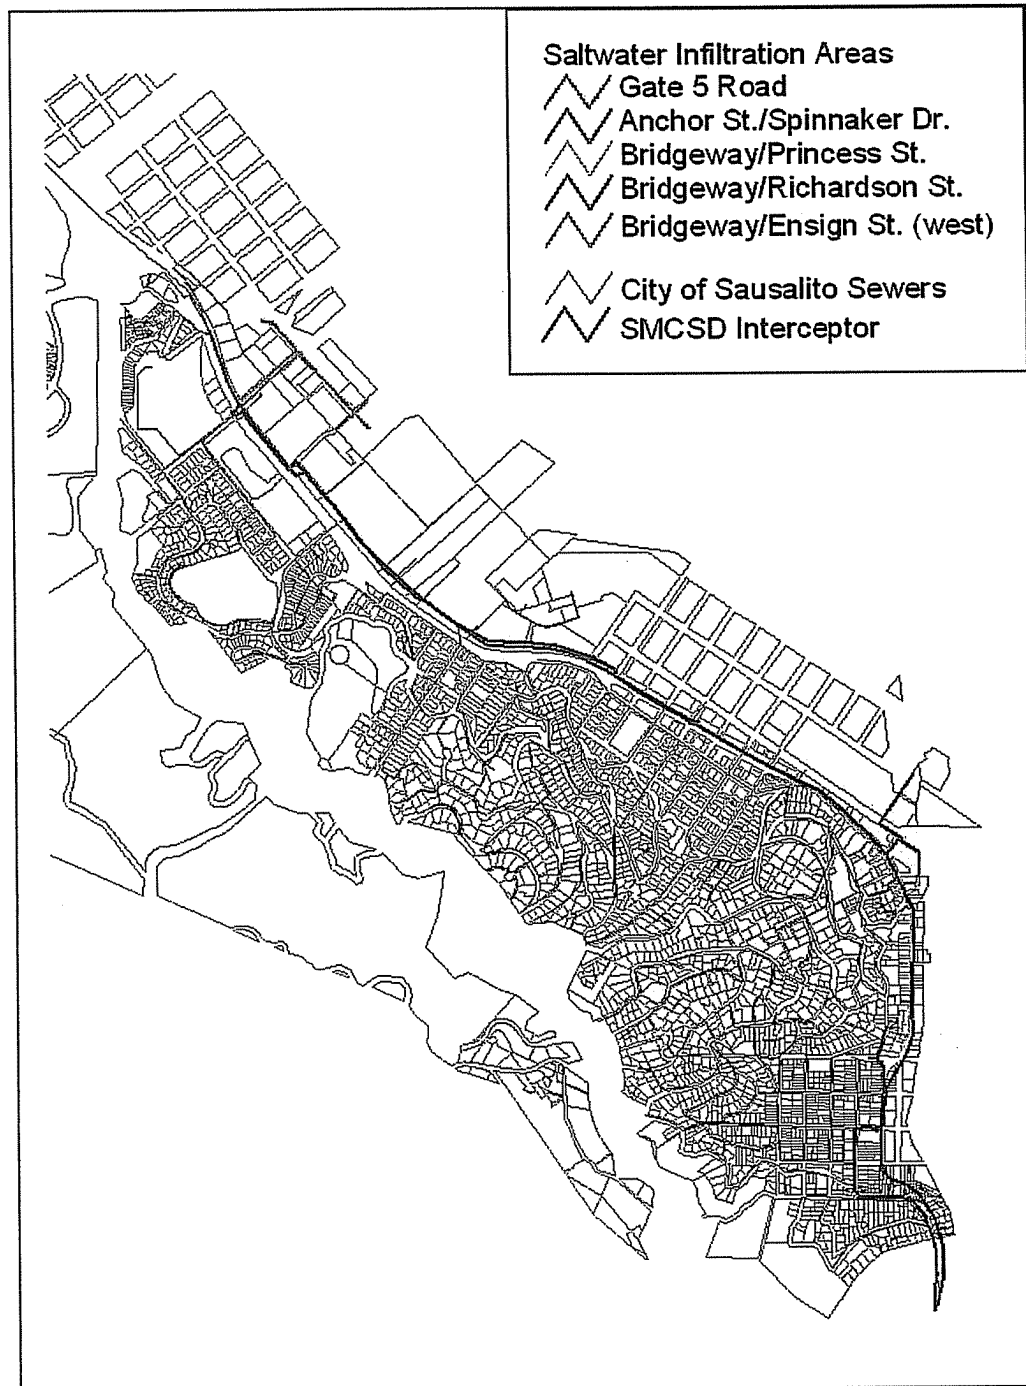 Saltwater Infiltration Areas
Gate 5 Road
Anchor St./Spinnaker Dr.
Bridgeway/Princess St.
Bridgeway/Richardson St.
Bridgeway/Ensign St. (west)
City of Sausalito Sewers
SMCSD Interceptor